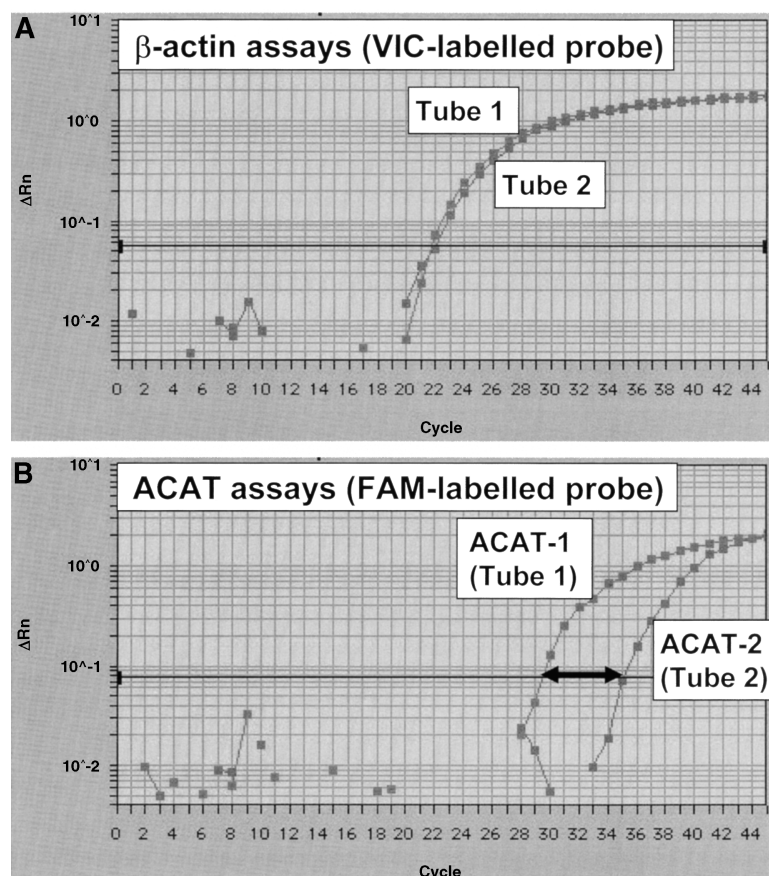 A
β-actin assays (VIC-labelled probe)
10^1
Tube 1
10^0
ΔRn
Tube 2
10^-1
10^-2
0 2 4 6 8 10 12 14 16 18 20 22 24 26 28 30 32 34 36 38 40 42 44
Cycle
B
ACAT assays (FAM-labelled probe)
10^1
ACAT-1
(Tube 1)
10^0
ΔRn
ACAT-2
(Tube 2)
10^-1
10^-2
0 2 4 6 8 10 12 14 16 18 20 22 24 26 28 30 32 34 36 38 40 42 44
Cycle